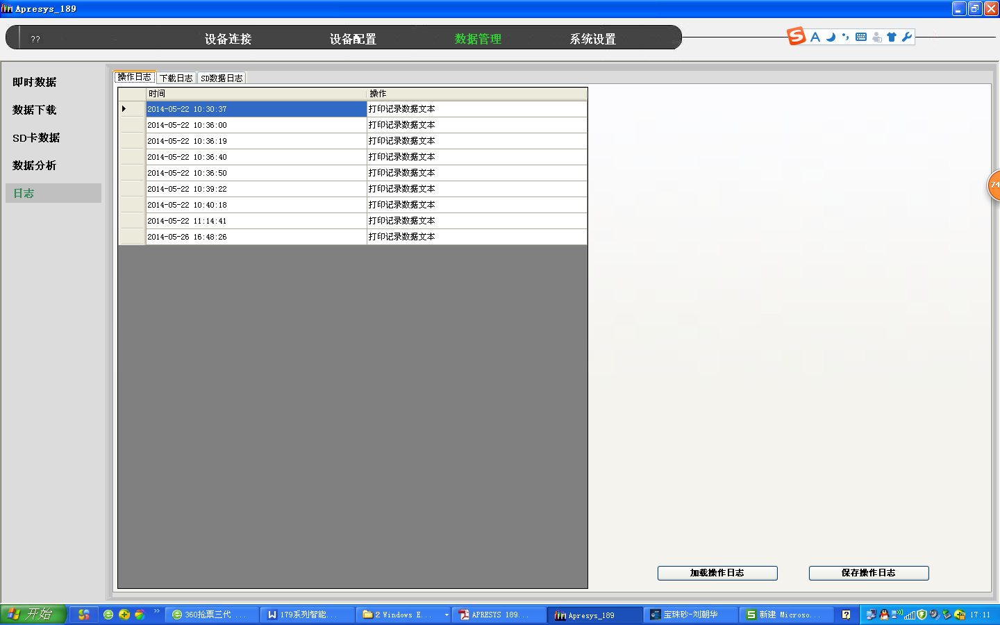 Apresys_189
??
设备连接 设备配置 数据管理 系统设置
即时数据
数据下载
SD卡数据
数据分析
日志
操作日志 下载日志 SD数据日志
时间 操作
2014-05-22 10:30:37 打印记录数据文本
2014-05-22 10:36:00 打印记录数据文本
2014-05-22 10:36:19 打印记录数据文本
2014-05-22 10:36:40 打印记录数据文本
2014-05-22 10:36:50 打印记录数据文本
2014-05-22 10:39:22 打印记录数据文本
2014-05-22 10:40:18 打印记录数据文本
2014-05-22 11:14:41 打印记录数据文本
2014-05-26 16:48:26 打印记录数据文本
74
加载操作日志 保存操作日志
开始 360抢票三代 ... 179系列智能... 2 Windows E... APRESYS 189... Apresys_189 宝珠砂-刘朝华 新建 Microso... 17:11